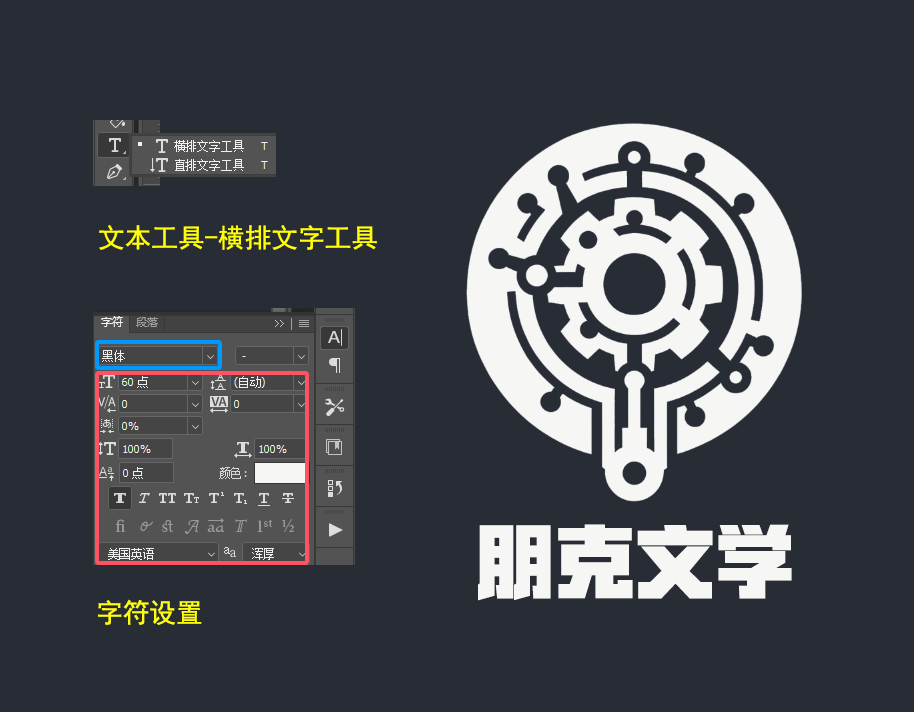 T
横排文字工具 T
直排文字工具 T
文本工具-横排文字工具
字符 段落
黑体 -
60 点 (自动)
0 0
0%
100% 100%
0 点 颜色：
美国英语 aa 浑厚
字符设置
朋克文学